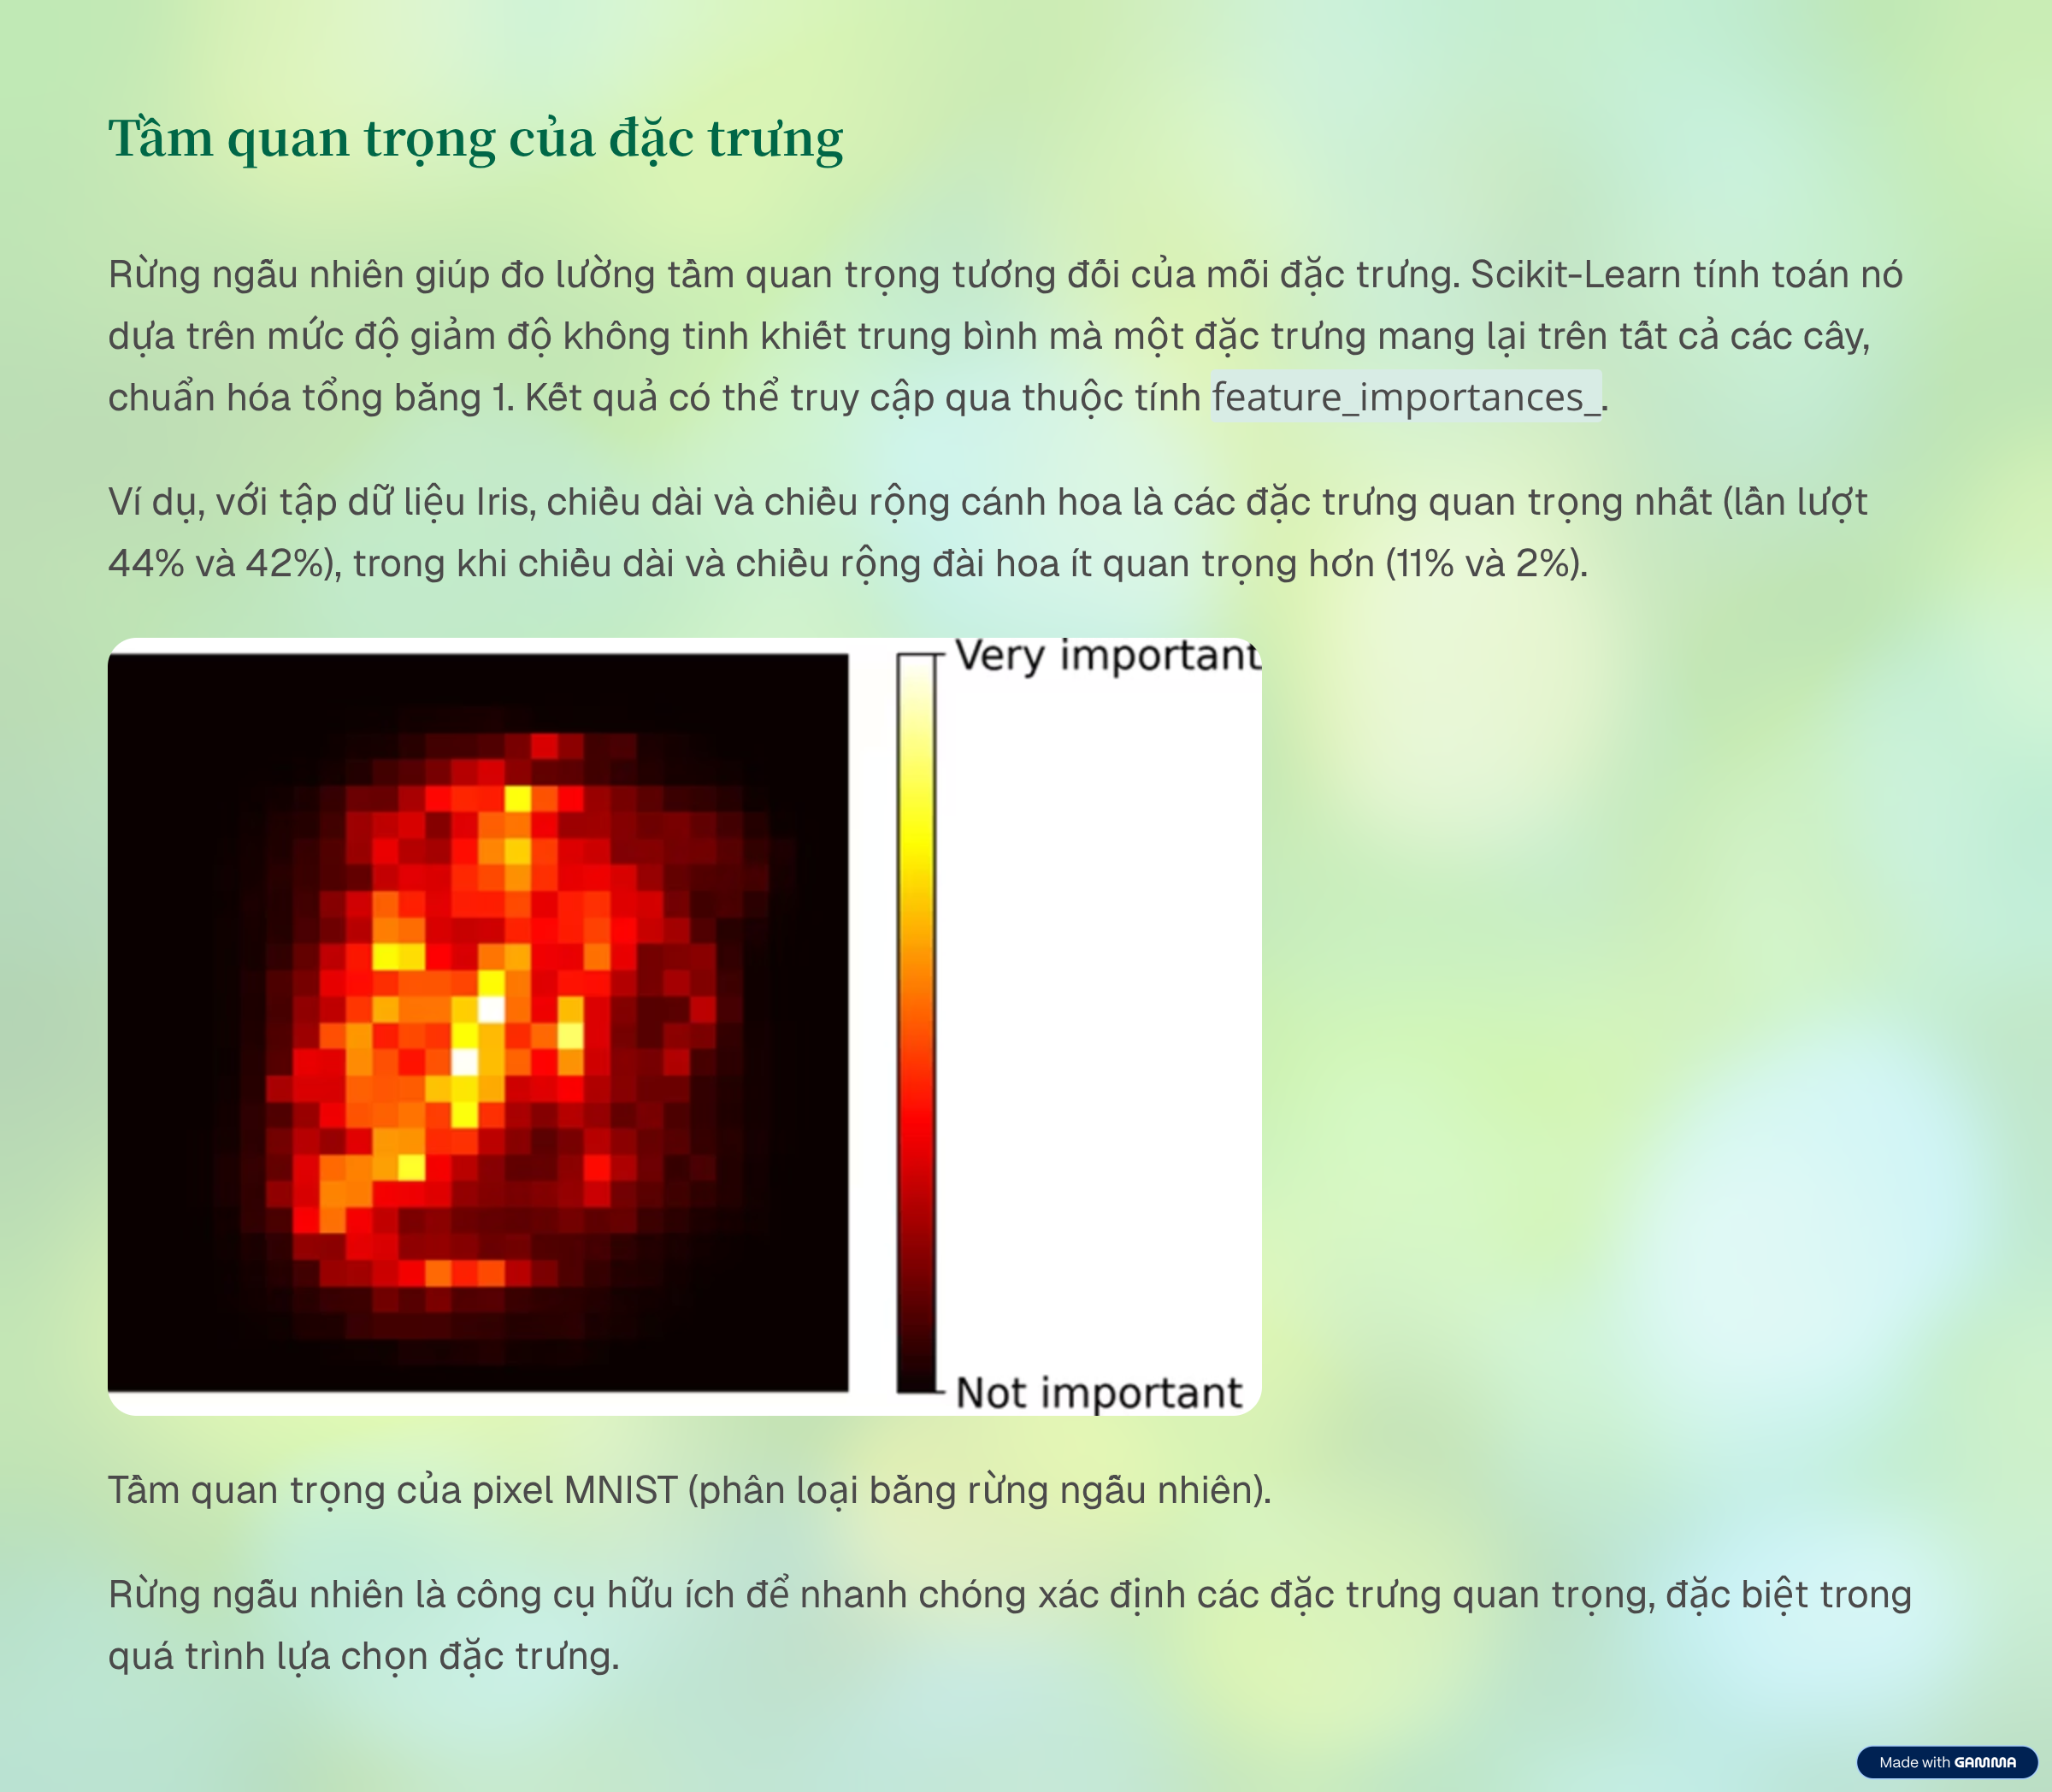 Tầm quan trọng của đặc trưng
Rừng ngẫu nhiên giúp đo lường tầm quan trọng tương đối của mỗi đặc trưng. Scikit-Learn tính toán nó
dựa trên mức độ giảm độ không tinh khiết trung bình mà một đặc trưng mang lại trên tất cả các cây,
chuẩn hóa tổng bằng 1. Kết quả có thể truy cập qua thuộc tính feature_importances_.
Ví dụ, với tập dữ liệu Iris, chiều dài và chiều rộng cánh hoa là các đặc trưng quan trọng nhất (lần lượt
44% và 42%), trong khi chiều dài và chiều rộng đài hoa ít quan trọng hơn (11% và 2%).
Very important
Not important
Tầm quan trọng của pixel MNIST (phân loại bằng rừng ngẫu nhiên).
Rừng ngẫu nhiên là công cụ hữu ích để nhanh chóng xác định các đặc trưng quan trọng, đặc biệt trong
quá trình lựa chọn đặc trưng.
Made with GAMMA